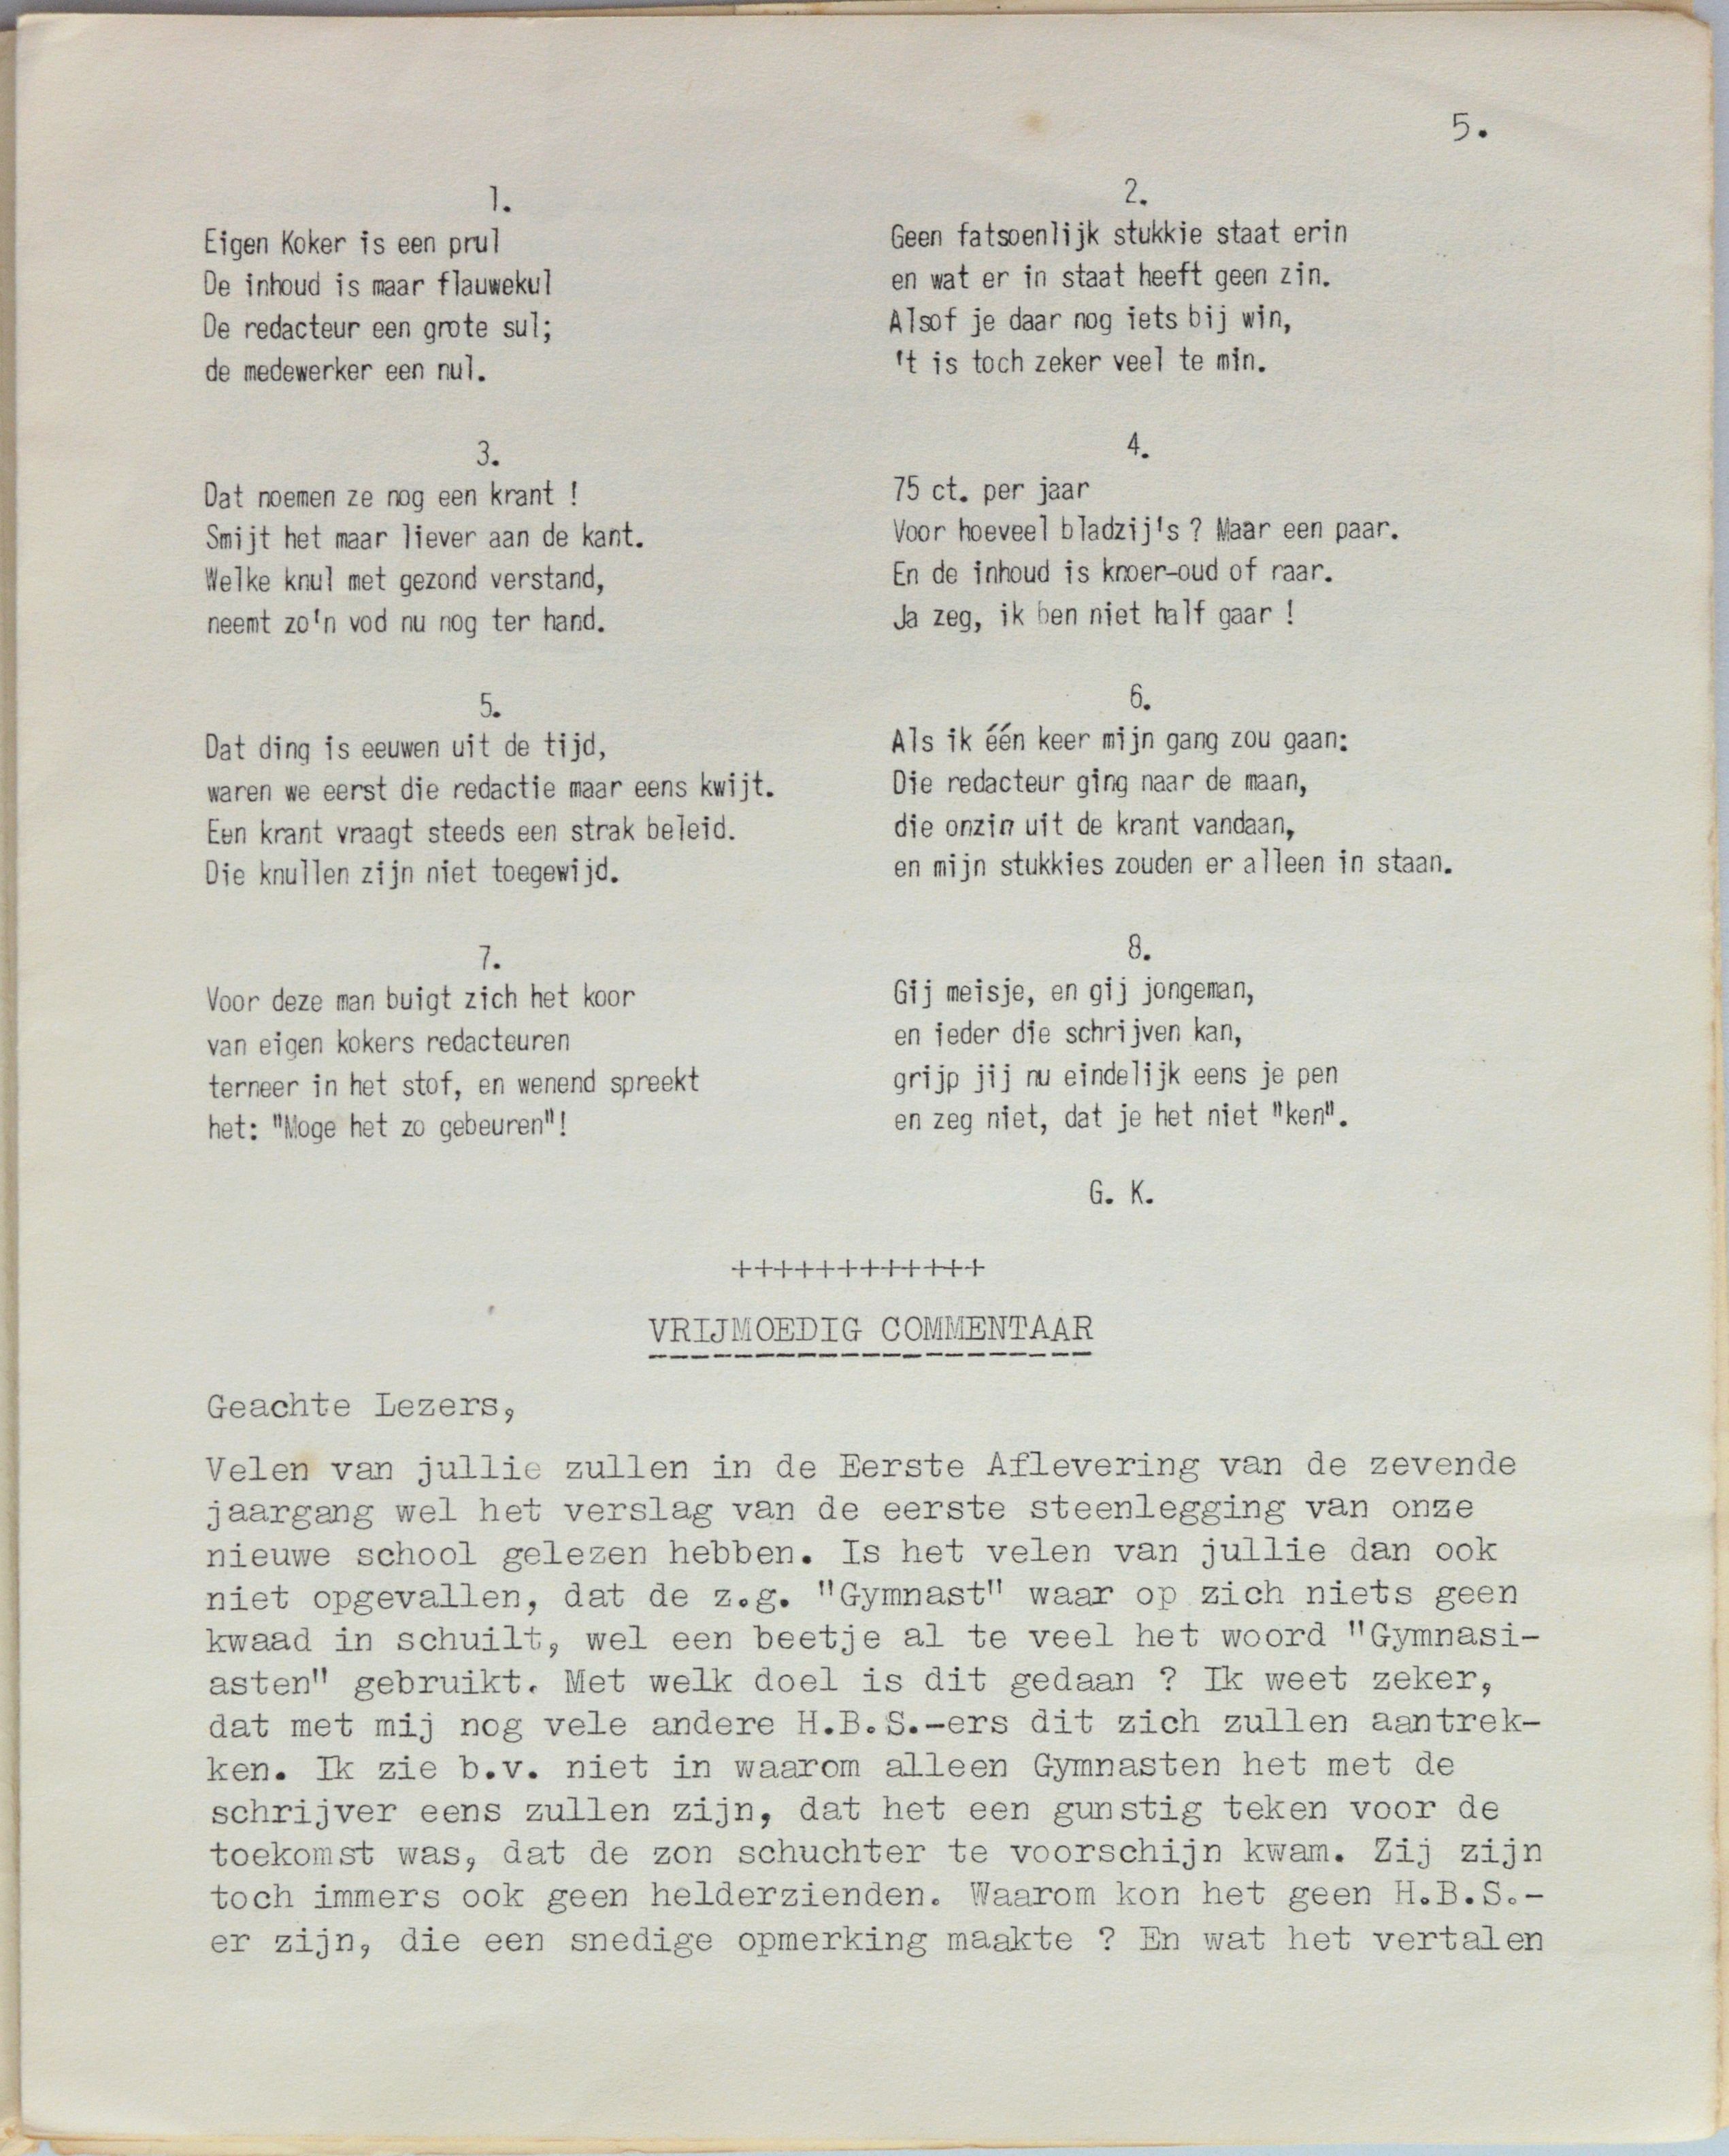 5.
1.
Eigen Koker is een prul
De inhoud is maar flauwekul
De redacteur een grote sul;
de medewerker een nul.
2.
Geen fatsoenlijk stukkie staat erin
en wat er in staat heeft geen zin.
Alsof je daar nog iets bij win,
't is toch zeker veel te min.
3.
Dat noemen ze nog een krant !
Smijt het maar liever aan de kant.
Welke knul met gezond verstand,
neemt zo'n vod nu nog ter hand.
4.
75 ct. per jaar
Voor hoeveel bladzij's ? Maar een paar.
En de inhoud is knoer-oud of raar.
Ja zeg, ik ben niet half gaar !
5.
Dat ding is eeuwen uit de tijd,
waren we eerst die redactie maar eens kwijt.
Een krant vraagt steeds een strak beleid.
Die knullen zijn niet toegewijd.
6.
Als ik één keer mijn gang zou gaan:
Die redacteur ging naar de maan,
die onzin uit de krant vandaan,
en mijn stukkies zouden er alleen in staan.
7.
Voor deze man buigt zich het koor
van eigen kokers redacteuren
terneer in het stof, en wenend spreekt
het: "Moge het zo gebeuren"!
8.
Gij meisje, en gij jongeman,
en ieder die schrijven kan,
grijp jij nu eindelijk eens je pen
en zeg niet, dat je het niet "ken".
G. K.
++++++++++++
VRIJMOEDIG COMMENTAAR
Geachte Lezers,
Velen van jullie zullen in de Eerste Aflevering van de zevende
jaargang wel het verslag van de eerste steenlegging van onze
nieuwe school gelezen hebben. Is het velen van jullie dan ook
niet opgevallen, dat de z.g. "Gymnast" waar op zich niets geen
kwaad in schuilt, wel een beetje al te veel het woord "Gymnasi-
asten" gebruikt. Met welk doel is dit gedaan ? Ik weet zeker,
dat met mij nog vele andere H.B.S.-ers dit zich zullen aantrek-
ken. Ik zie b.v. niet in waarom alleen Gymnasten het met de
schrijver eens zullen zijn, dat het een gunstig teken voor de
toekomst was, dat de zon schuchter te voorschijn kwam. Zij zijn
toch immers ook geen helderzienden. Waarom kon het geen H.B.S.-
er zijn, die een snedige opmerking maakte ? En wat het vertalen